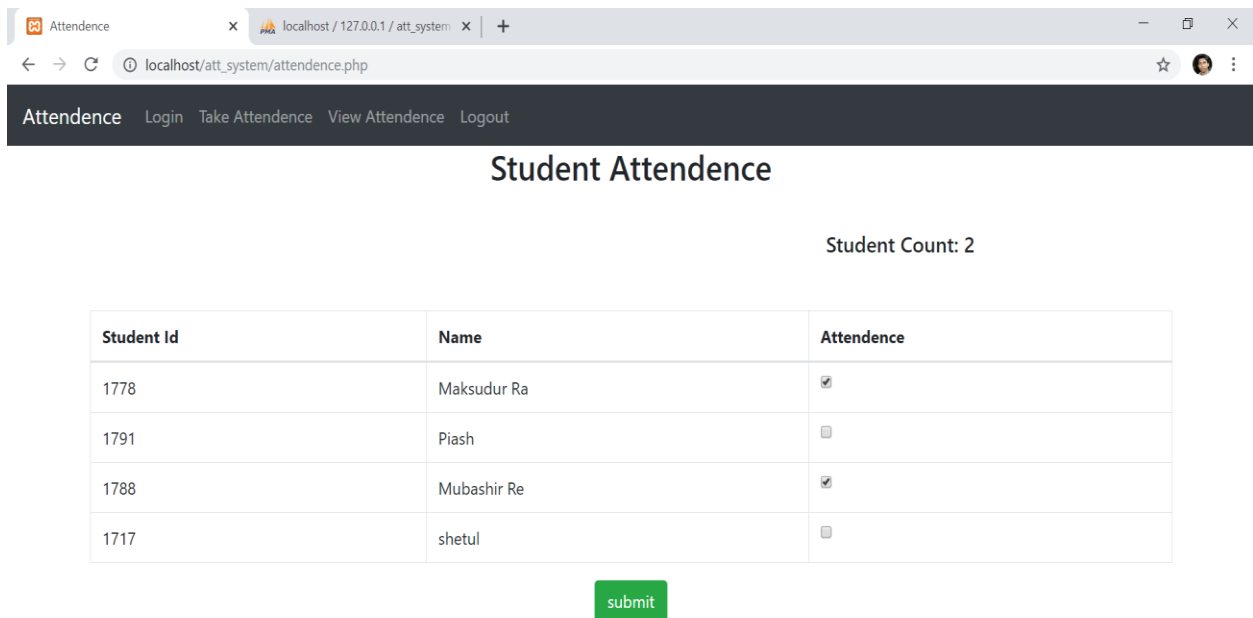 Attendence
localhost / 127.0.0.1 / att_system
localhost/att_system/attendence.php
Attendence Login Take Attendence View Attendence Logout
Student Attendence
Student Count: 2
Student Id Name Attendence
1778 Maksudur Ra
1791 Piash
1788 Mubashir Re
1717 shetul
submit